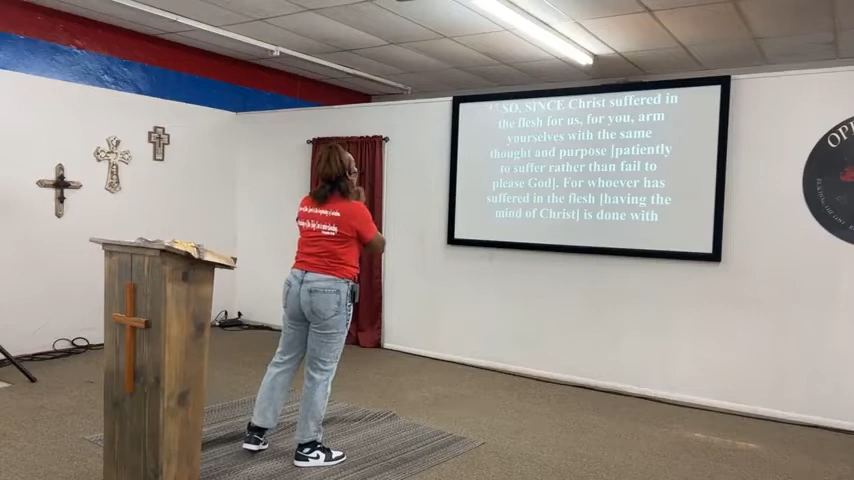 SO, SINCE Christ suffered in
the flesh for us, for you, arm
yourselves with the same
thought and purpose [patiently
to suffer rather than fail to
please God]. For whoever has
suffered in the flesh [having the
mind of Christ] is done with